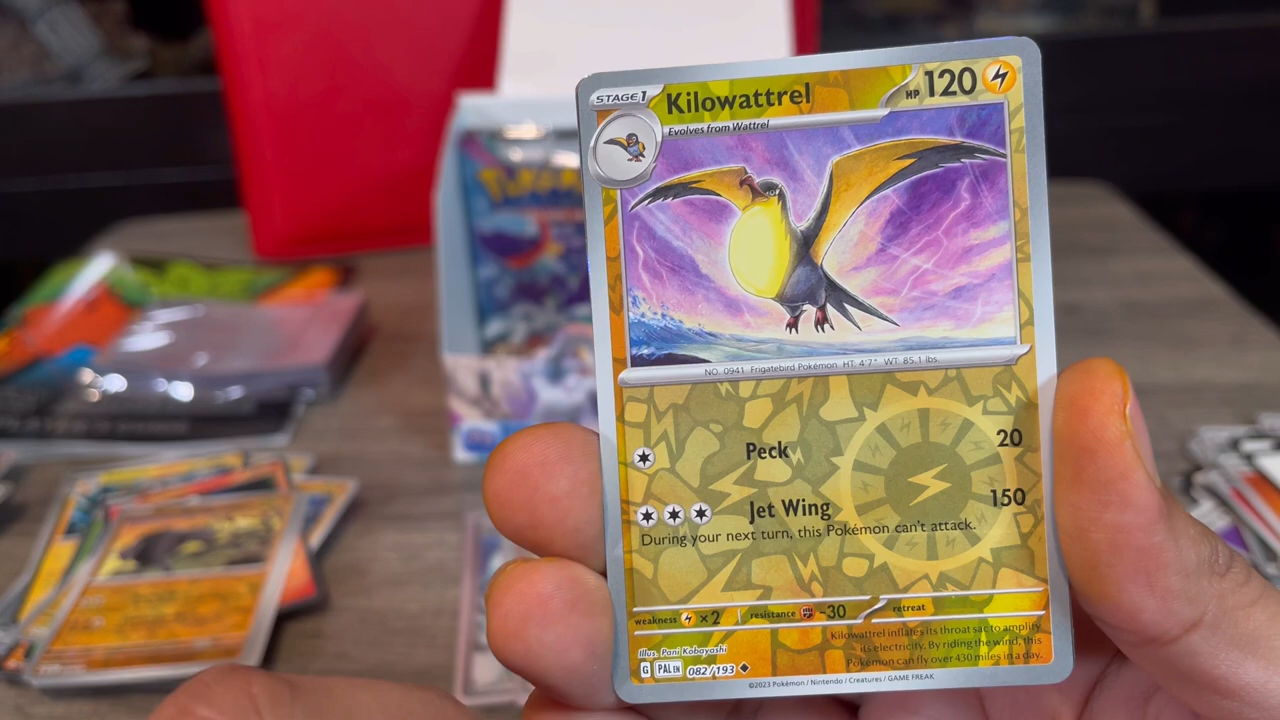 STAGE 1
Kilowattrel
HP 120
Evolves from Wattrel
NO. 0941 Frigatebird Pokémon HT: 4'7" WT: 85.1 lbs.
Peck 20
Jet Wing 150
During your next turn, this Pokémon can't attack.
weakness ×2 resistance -30 retreat
Kilowattrel inflates its throat sac to amplify
its electricity. By riding the wind, this
Pokémon can fly over 430 miles in a day.
Illus. Pani Kobayashi
G PAL EN 082/193
©2023 Pokémon / Nintendo / Creatures / GAME FREAK